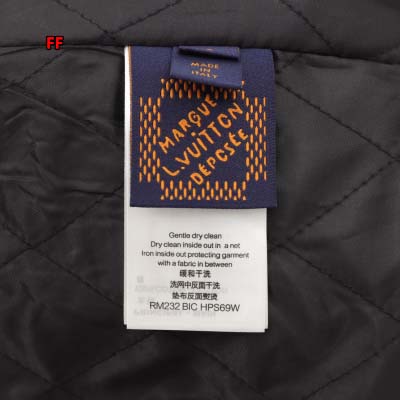 FF
MADE
IN
ITALY
MARQUE
L.VUITTON
DÉPOSÉE
Gentle dry clean
Dry clean inside out in a net
Iron inside out protecting garment
with a fabric in between
缓和干洗
洗网中反面干洗
垫布反面熨烫
RM232 BIC HPS69W